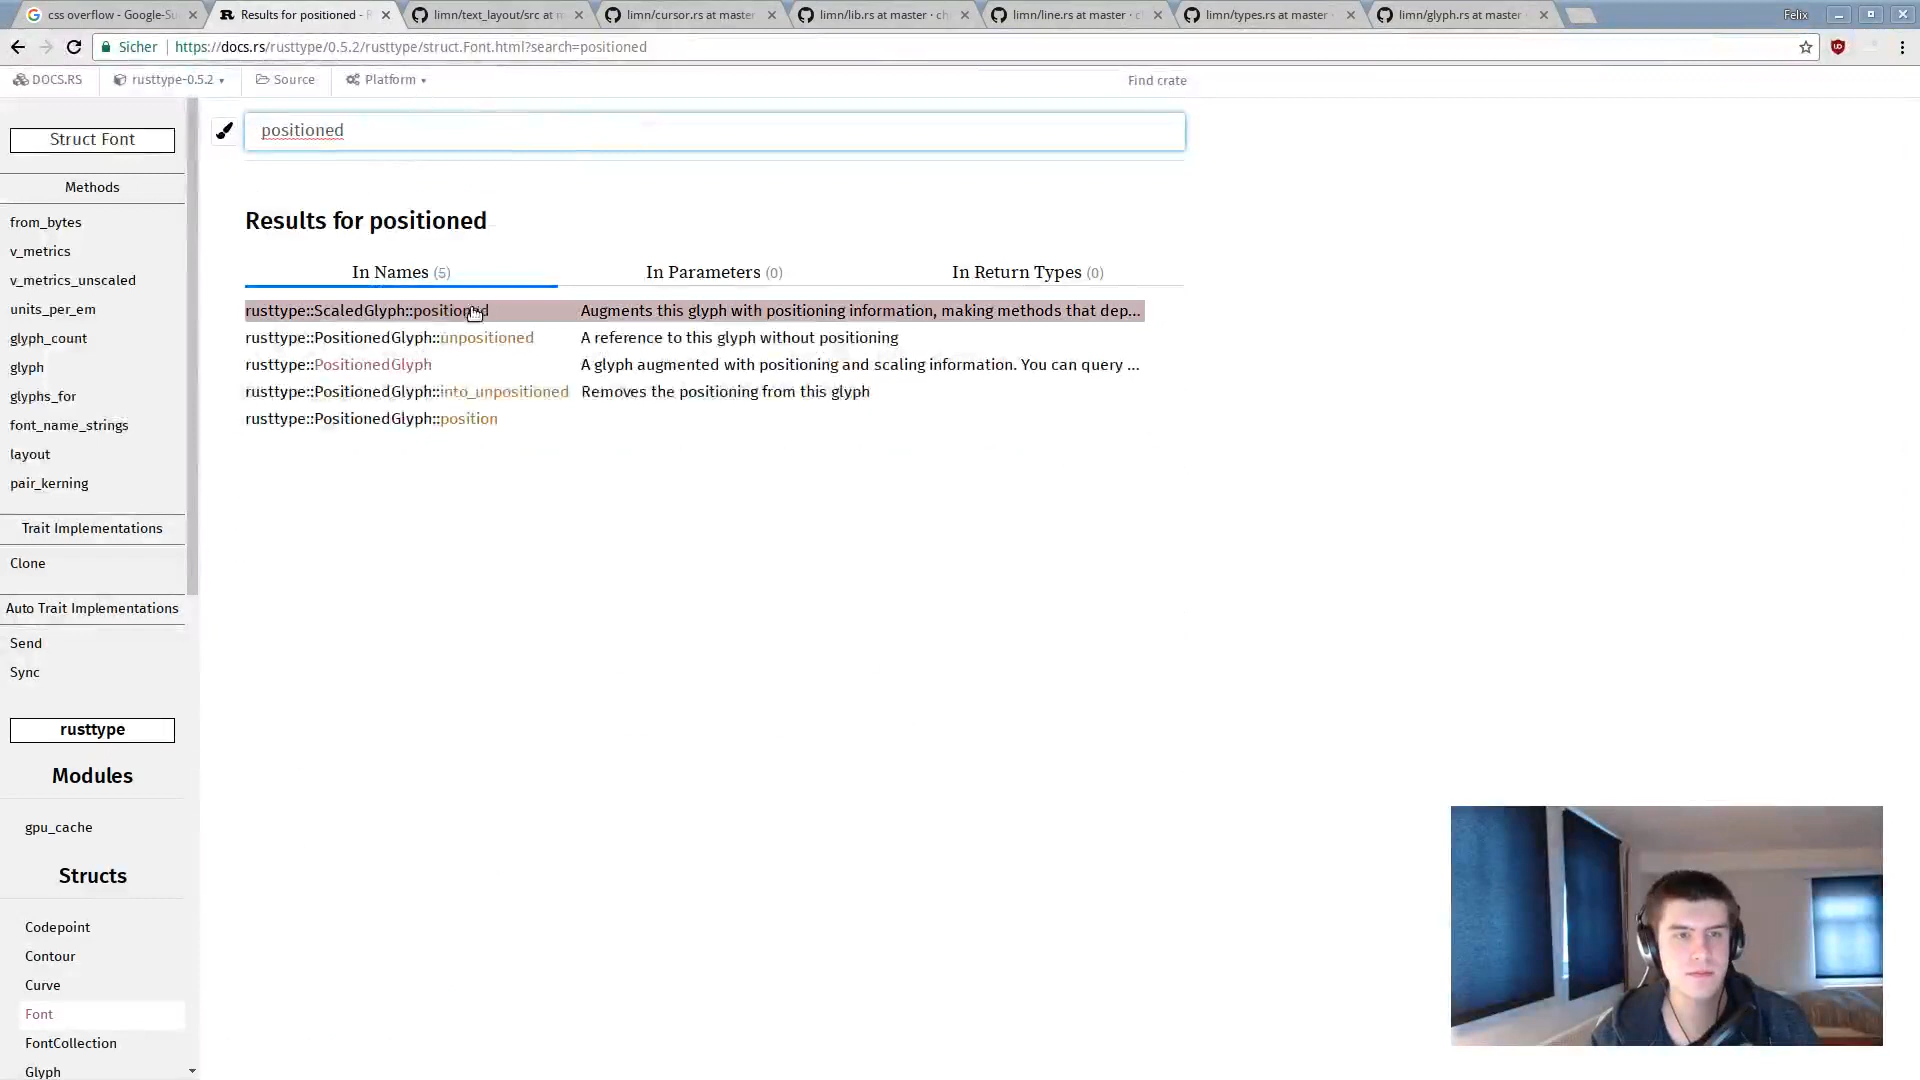 css overflow - Google-Su
Results for positioned - R
limn/text_layout/src at m
limn/cursor.rs at master
limn/lib.rs at master · ch
limn/line.rs at master · c
limn/types.rs at master ·
limn/glyph.rs at master ·
Felix
Sicher
https://docs.rs/rusttype/0.5.2/rusttype/struct.Font.html?search=positioned
DOCS.RS
rusttype-0.5.2
Source
Platform
Find crate
Struct Font
positioned
Methods
from_bytes
v_metrics
v_metrics_unscaled
units_per_em
glyph_count
glyph
glyphs_for
font_name_strings
layout
pair_kerning
Trait Implementations
Clone
Auto Trait Implementations
Send
Sync
rusttype
Modules
gpu_cache
Structs
Codepoint
Contour
Curve
Font
FontCollection
Glyph
Results for positioned
In Names (5)
In Parameters (0)
In Return Types (0)
rusttype::ScaledGlyph::positioned Augments this glyph with positioning information, making methods that dep...
rusttype::PositionedGlyph::unpositioned A reference to this glyph without positioning
rusttype::PositionedGlyph A glyph augmented with positioning and scaling information. You can query ...
rusttype::PositionedGlyph::into_unpositioned Removes the positioning from this glyph
rusttype::PositionedGlyph::position